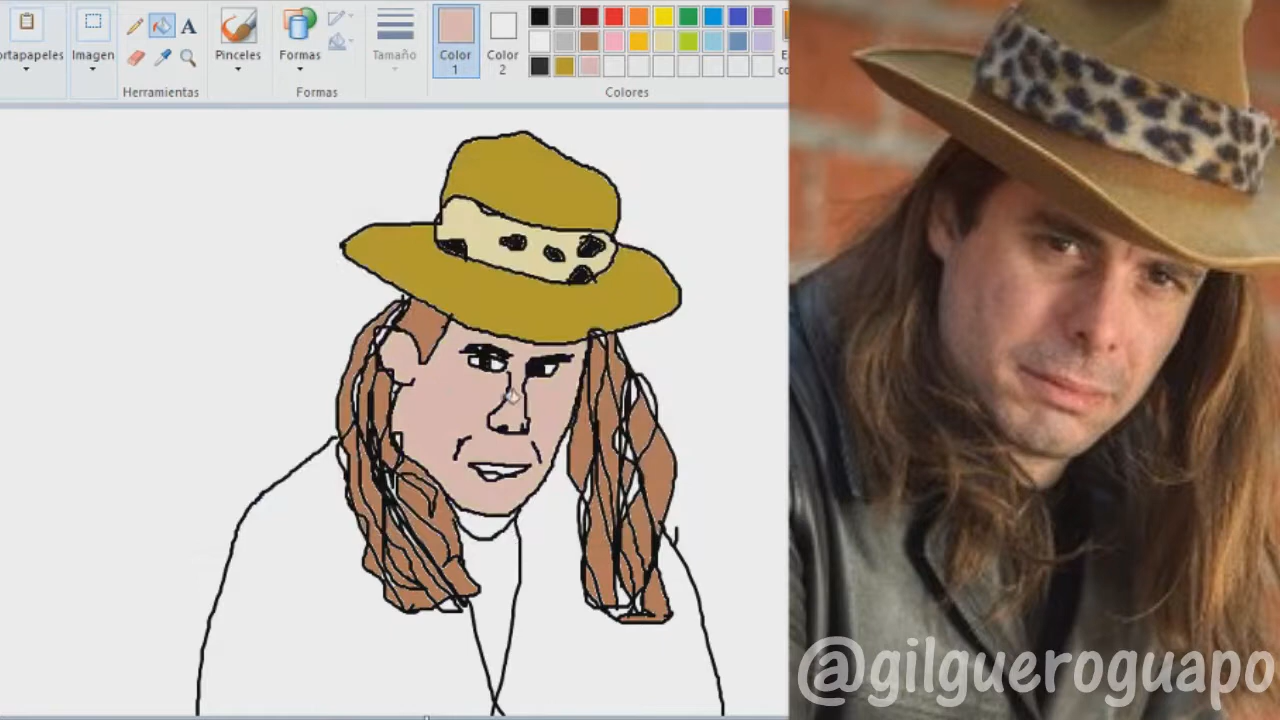 ortapapeles
Imagen
Herramientas
Pinceles
Formas
Formas
Tamaño
Color
1
Color
2
Colores
@gilgueroguapo